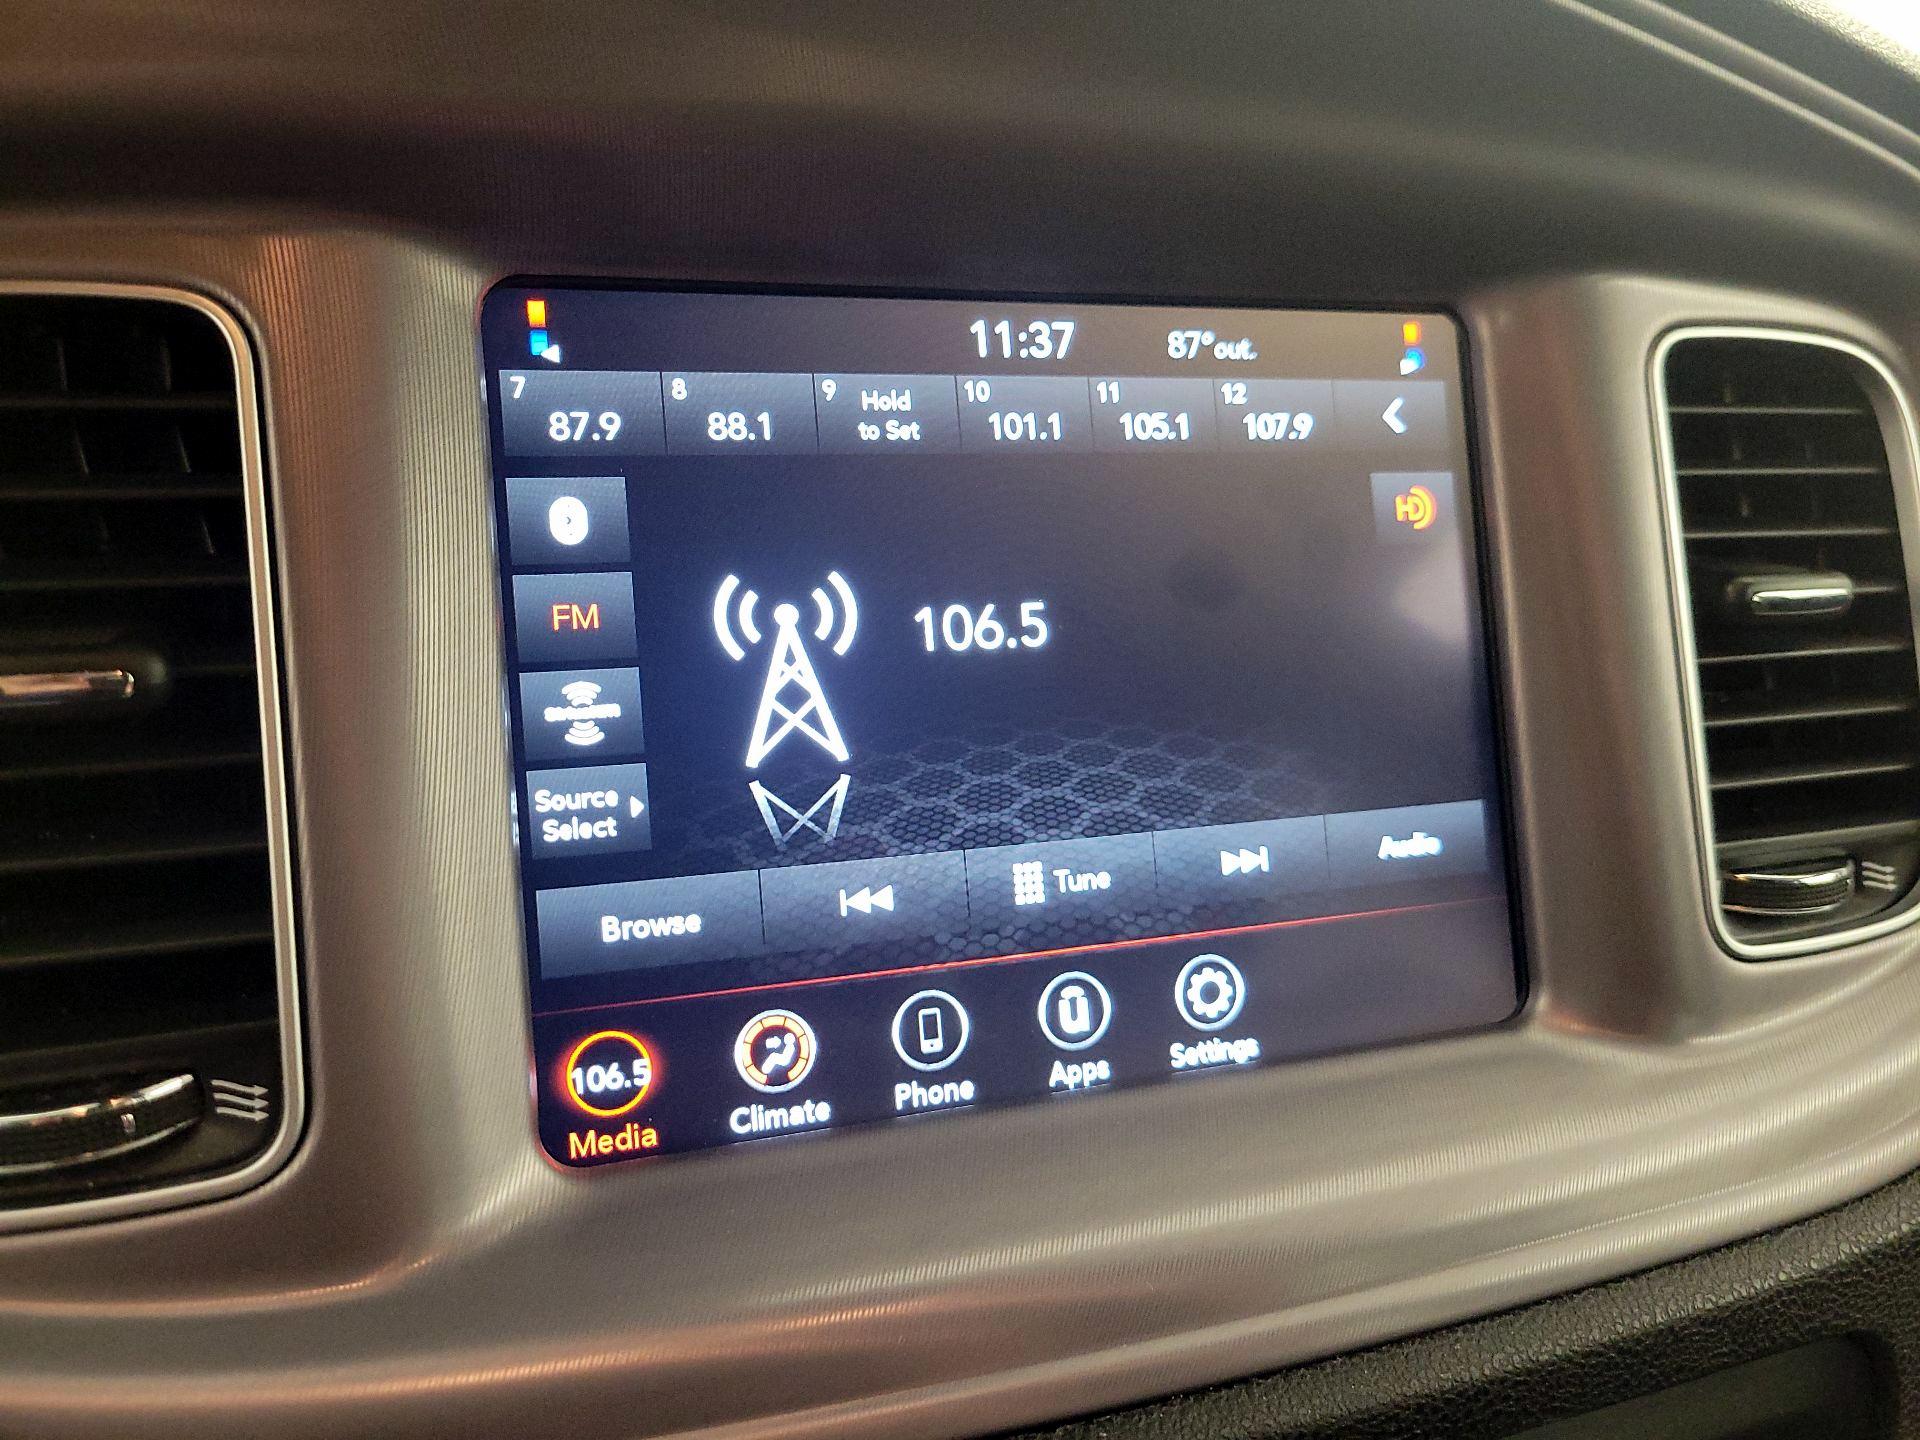 11:37 87° out.
7 8 9 Hold 10 11 12
87.9 88.1 to Set 101.1 105.1 107.9
HD
FM
106.5
siriusxm
Source
Select
Browse Tune Audio
106.5 u
Media Climate Phone Apps Settings